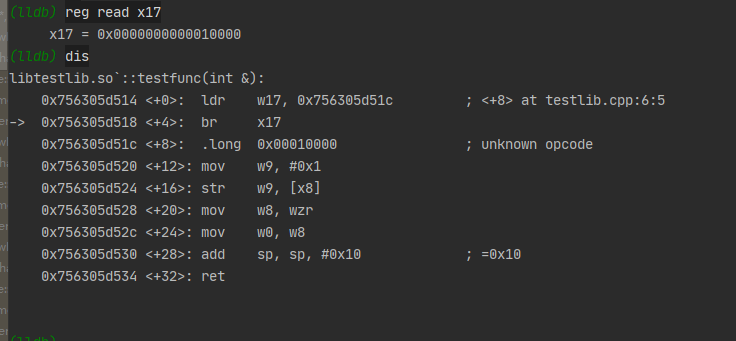 (lldb) reg read x17
x17 = 0x0000000000010000
(lldb) dis
libtestlib.so`::testfunc(int &):
0x756305d514 <+0>: ldr w17, 0x756305d51c ; <+8> at testlib.cpp:6:5
-> 0x756305d518 <+4>: br x17
0x756305d51c <+8>: .long 0x00010000 ; unknown opcode
0x756305d520 <+12>: mov w9, #0x1
0x756305d524 <+16>: str w9, [x8]
0x756305d528 <+20>: mov w8, wzr
0x756305d52c <+24>: mov w0, w8
0x756305d530 <+28>: add sp, sp, #0x10 ; =0x10
0x756305d534 <+32>: ret
(lldb)